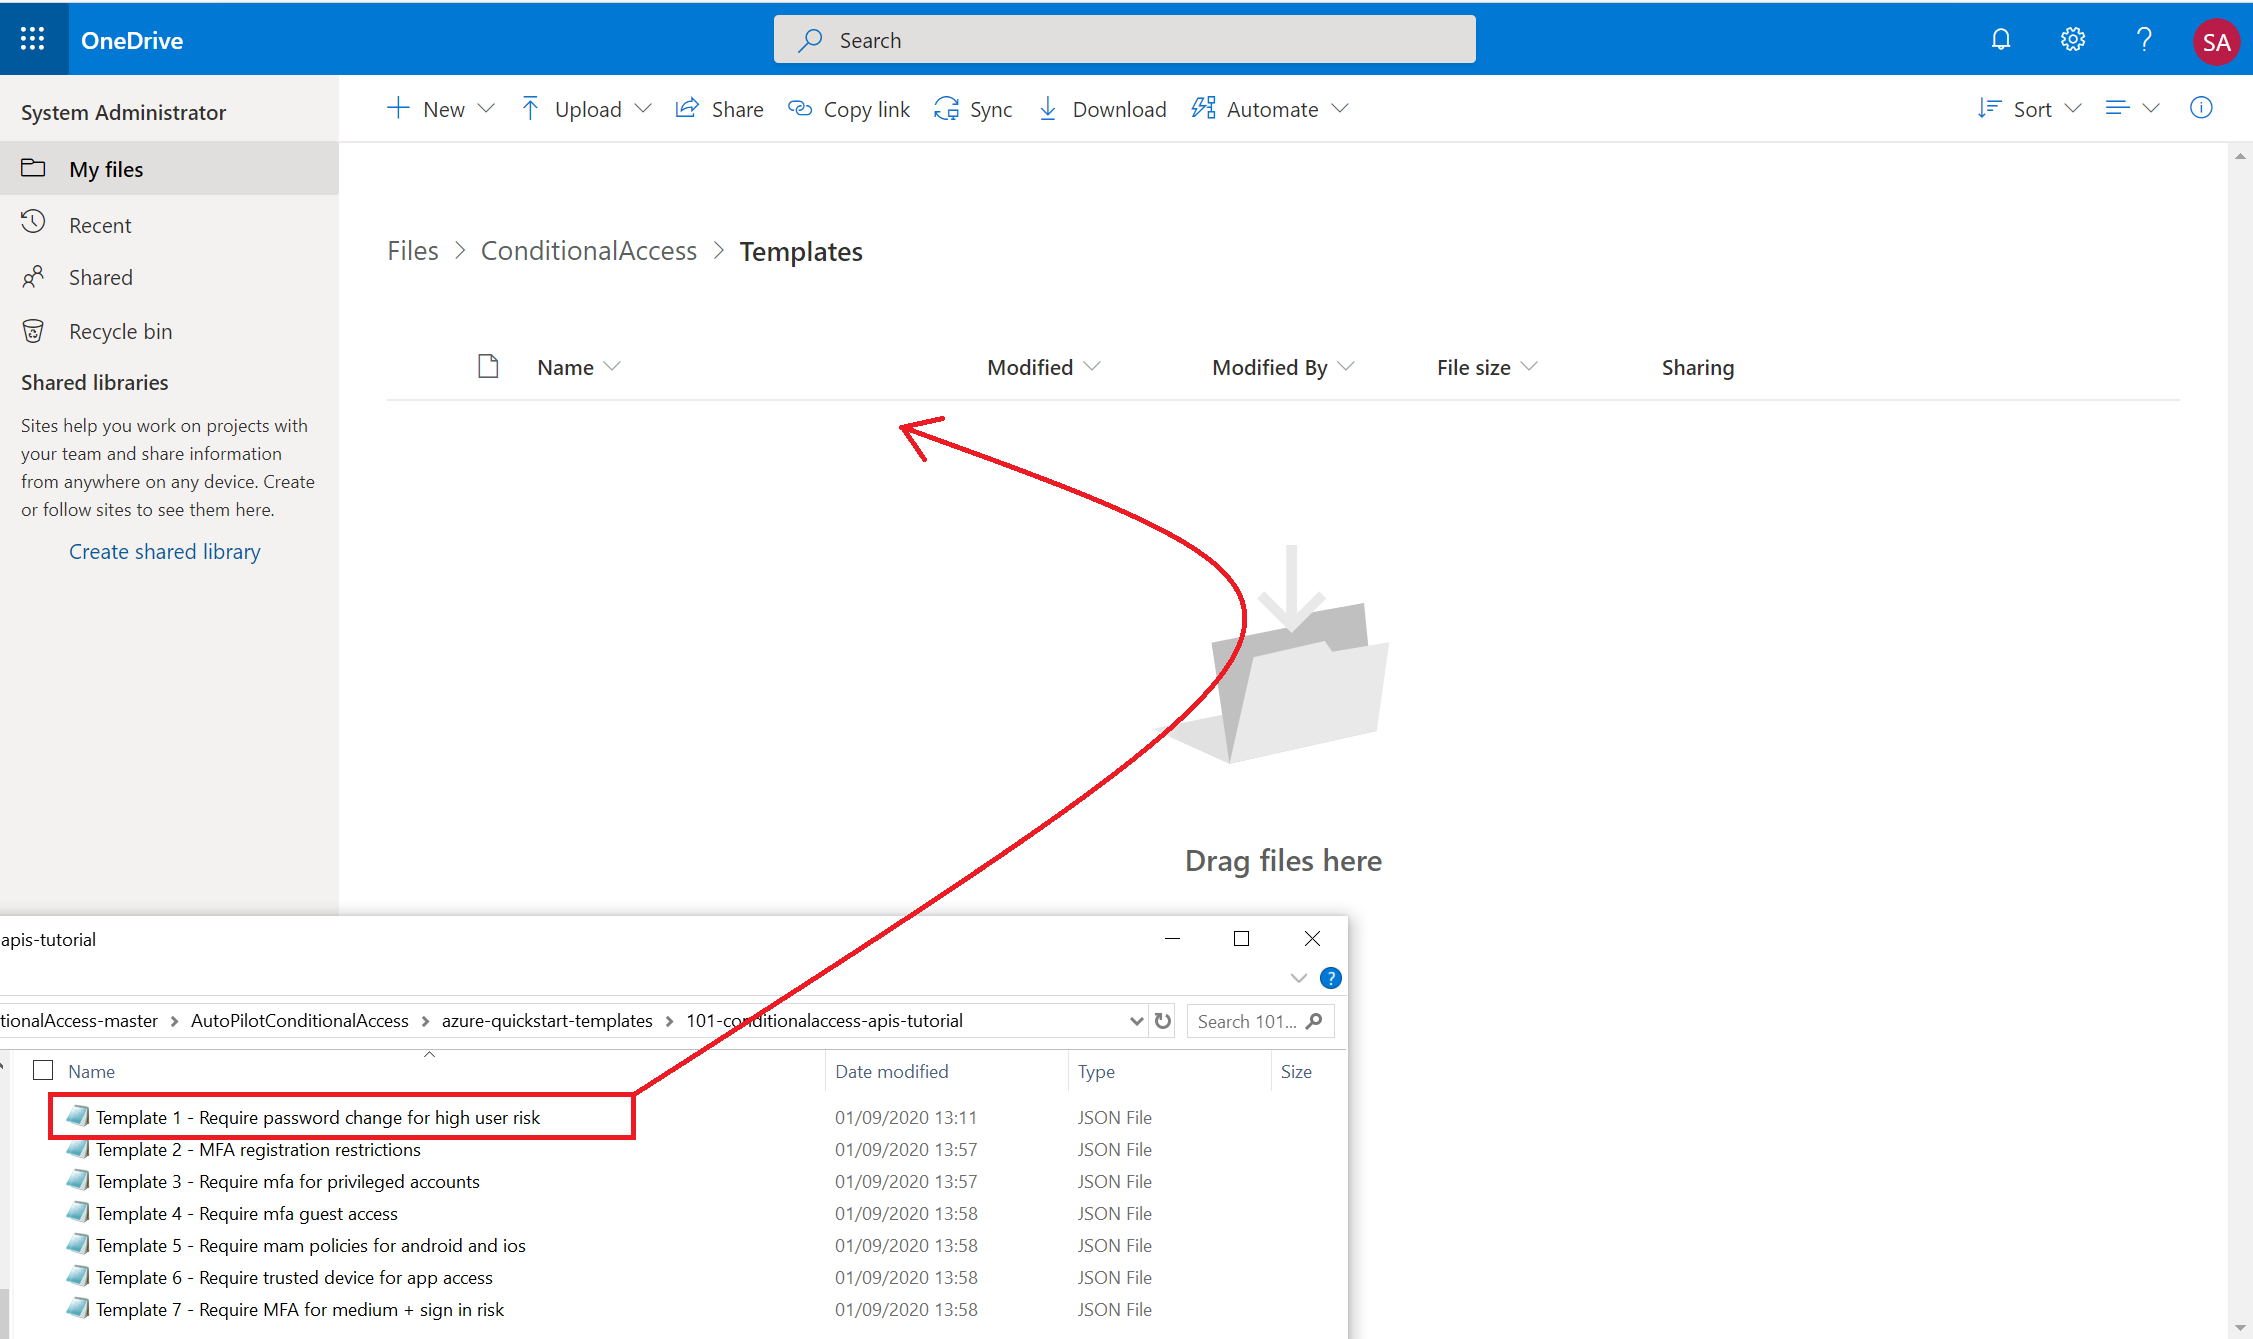 OneDrive
Search
SA
System Administrator
New
Upload
Share
Copy link
Sync
Download
Automate
Sort
My files
Recent
Shared
Recycle bin
Shared libraries
Sites help you work on projects with
your team and share information
from anywhere on any device. Create
or follow sites to see them here.
Create shared library
Files > ConditionalAccess > Templates
Name Modified Modified By File size Sharing
Drag files here
apis-tutorial
tionalAccess-master > AutoPilotConditionalAccess > azure-quickstart-templates > 101-conditionalaccess-apis-tutorial
Search 101...
Name Date modified Type Size
Template 1 - Require password change for high user risk 01/09/2020 13:11 JSON File
Template 2 - MFA registration restrictions 01/09/2020 13:57 JSON File
Template 3 - Require mfa for privileged accounts 01/09/2020 13:57 JSON File
Template 4 - Require mfa guest access 01/09/2020 13:58 JSON File
Template 5 - Require mam policies for android and ios 01/09/2020 13:58 JSON File
Template 6 - Require trusted device for app access 01/09/2020 13:58 JSON File
Template 7 - Require MFA for medium + sign in risk 01/09/2020 13:58 JSON File